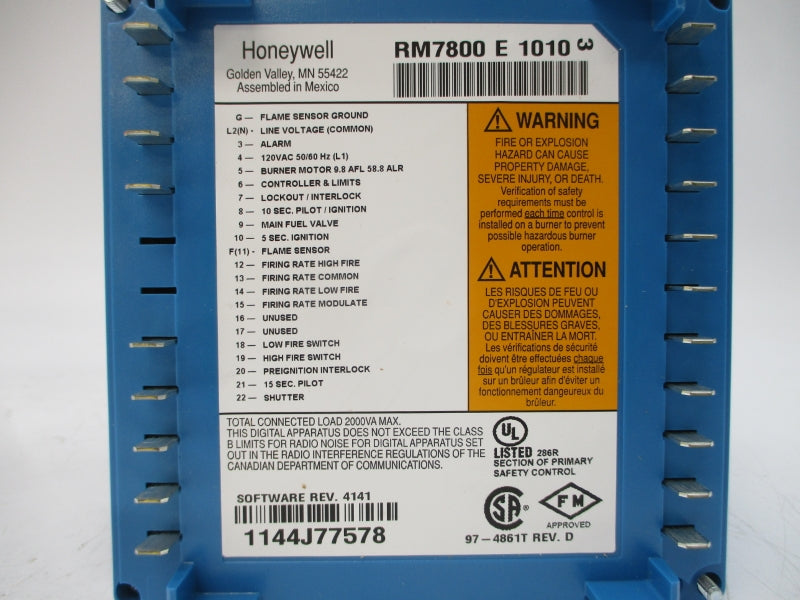 Honeywell
Golden Valley, MN 55422
Assembled in Mexico
RM7800 E 1010 3
G — FLAME SENSOR GROUND
L2(N) - LINE VOLTAGE (COMMON)
3 — ALARM
4 — 120VAC 50/60 Hz (L1)
5 — BURNER MOTOR 9.8 AFL 58.8 ALR
6 — CONTROLLER & LIMITS
7 — LOCKOUT / INTERLOCK
8 — 10 SEC. PILOT / IGNITION
9 — MAIN FUEL VALVE
10 — 5 SEC. IGNITION
F(11) - FLAME SENSOR
12 — FIRING RATE HIGH FIRE
13 — FIRING RATE COMMON
14 — FIRING RATE LOW FIRE
15 — FIRING RATE MODULATE
16 — UNUSED
17 — UNUSED
18 — LOW FIRE SWITCH
19 — HIGH FIRE SWITCH
20 — PREIGNITION INTERLOCK
21 — 15 SEC. PILOT
22 — SHUTTER
WARNING
FIRE OR EXPLOSION
HAZARD CAN CAUSE
PROPERTY DAMAGE,
SEVERE INJURY, OR DEATH.
Verification of safety
requirements must be
performed each time control is
installed on a burner to prevent
possible hazardous burner
operation.
ATTENTION
LES RISQUES DE FEU OU
D'EXPLOSION PEUVENT
CAUSER DES DOMMAGES,
DES BLESSURES GRAVES,
OU ENTRAÎNER LA MORT.
Les vérifications de sécurité
doivent être effectuées chaque
fois qu'un régulateur est installé
sur un brûleur afin d'éviter un
fonctionnement dangeureux du
brûleur.
TOTAL CONNECTED LOAD 2000VA MAX.
THIS DIGITAL APPARATUS DOES NOT EXCEED THE CLASS
B LIMITS FOR RADIO NOISE FOR DIGITAL APPARATUS SET
OUT IN THE RADIO INTERFERENCE REGULATIONS OF THE
CANADIAN DEPARTMENT OF COMMUNICATIONS.
UL
LISTED 286R
SECTION OF PRIMARY
SAFETY CONTROL
SOFTWARE REV. 4141
1144J77578
SA ®
FM
APPROVED
97-4861T REV. D